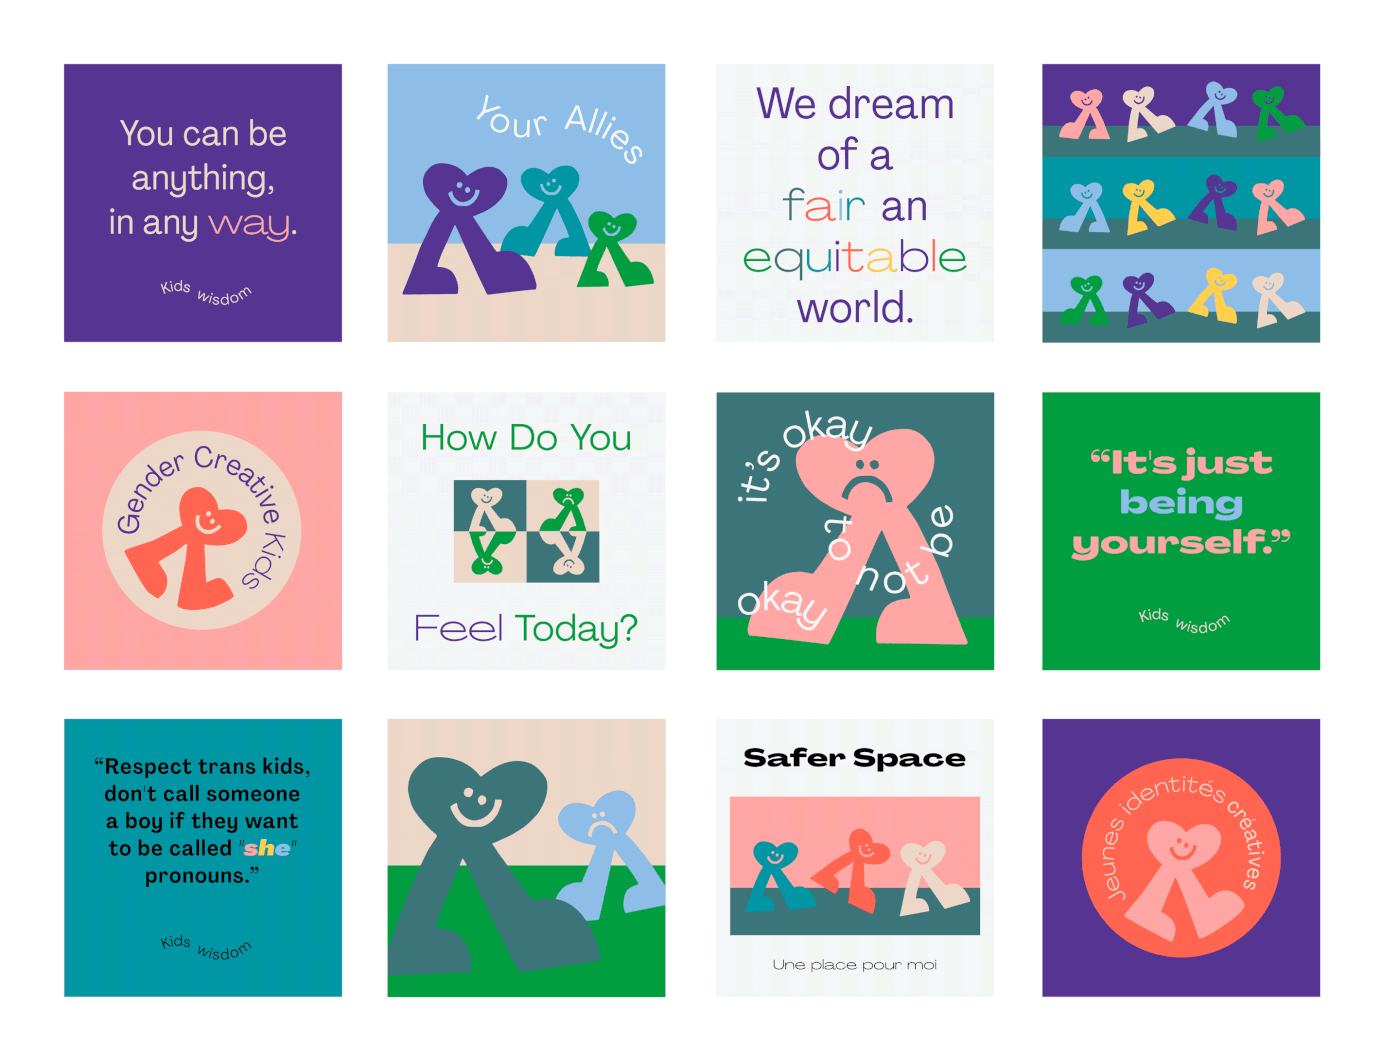 You can be
anything,
in any way.
Kids wisdom
Your Allies
We dream
of a
fair an
equitable
world.
Gender Creative Kids
How Do You
Feel Today?
it's okay
to
not be
okay
“It's just
being
yourself.”
Kids wisdom
“Respect trans kids,
don't call someone
a boy if they want
to be called "she"
pronouns.”
Kids wisdom
Safer Space
Une place pour moi
Jeunes identités créatives